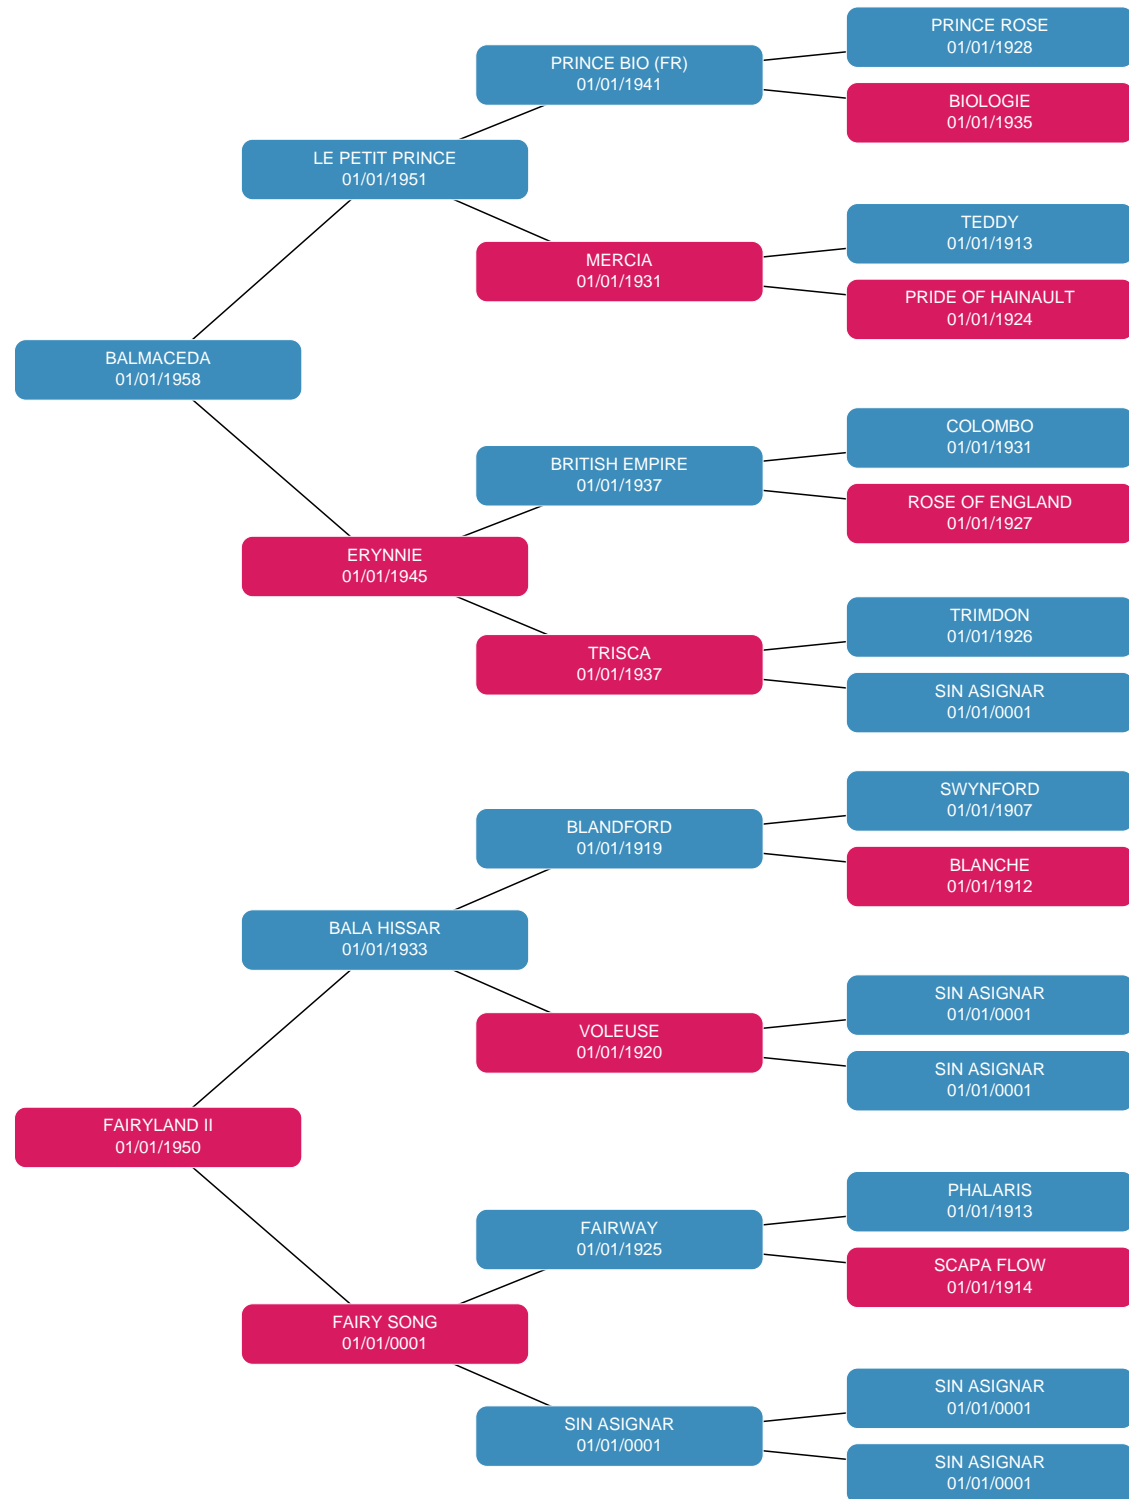 PRINCE ROSE
01/01/1928
PRINCE BIO (FR)
01/01/1941
BIOLOGIE
01/01/1935
LE PETIT PRINCE
01/01/1951
TEDDY
01/01/1913
MERCIA
01/01/1931
PRIDE OF HAINAULT
01/01/1924
BALMACEDA
01/01/1958
COLOMBO
01/01/1931
BRITISH EMPIRE
01/01/1937
ROSE OF ENGLAND
01/01/1927
ERYNNIE
01/01/1945
TRIMDON
01/01/1926
TRISCA
01/01/1937
SIN ASIGNAR
01/01/0001
SWYNFORD
01/01/1907
BLANDFORD
01/01/1919
BLANCHE
01/01/1912
BALA HISSAR
01/01/1933
SIN ASIGNAR
01/01/0001
VOLEUSE
01/01/1920
SIN ASIGNAR
01/01/0001
FAIRYLAND II
01/01/1950
PHALARIS
01/01/1913
FAIRWAY
01/01/1925
SCAPA FLOW
01/01/1914
FAIRY SONG
01/01/0001
SIN ASIGNAR
01/01/0001
SIN ASIGNAR
01/01/0001
SIN ASIGNAR
01/01/0001